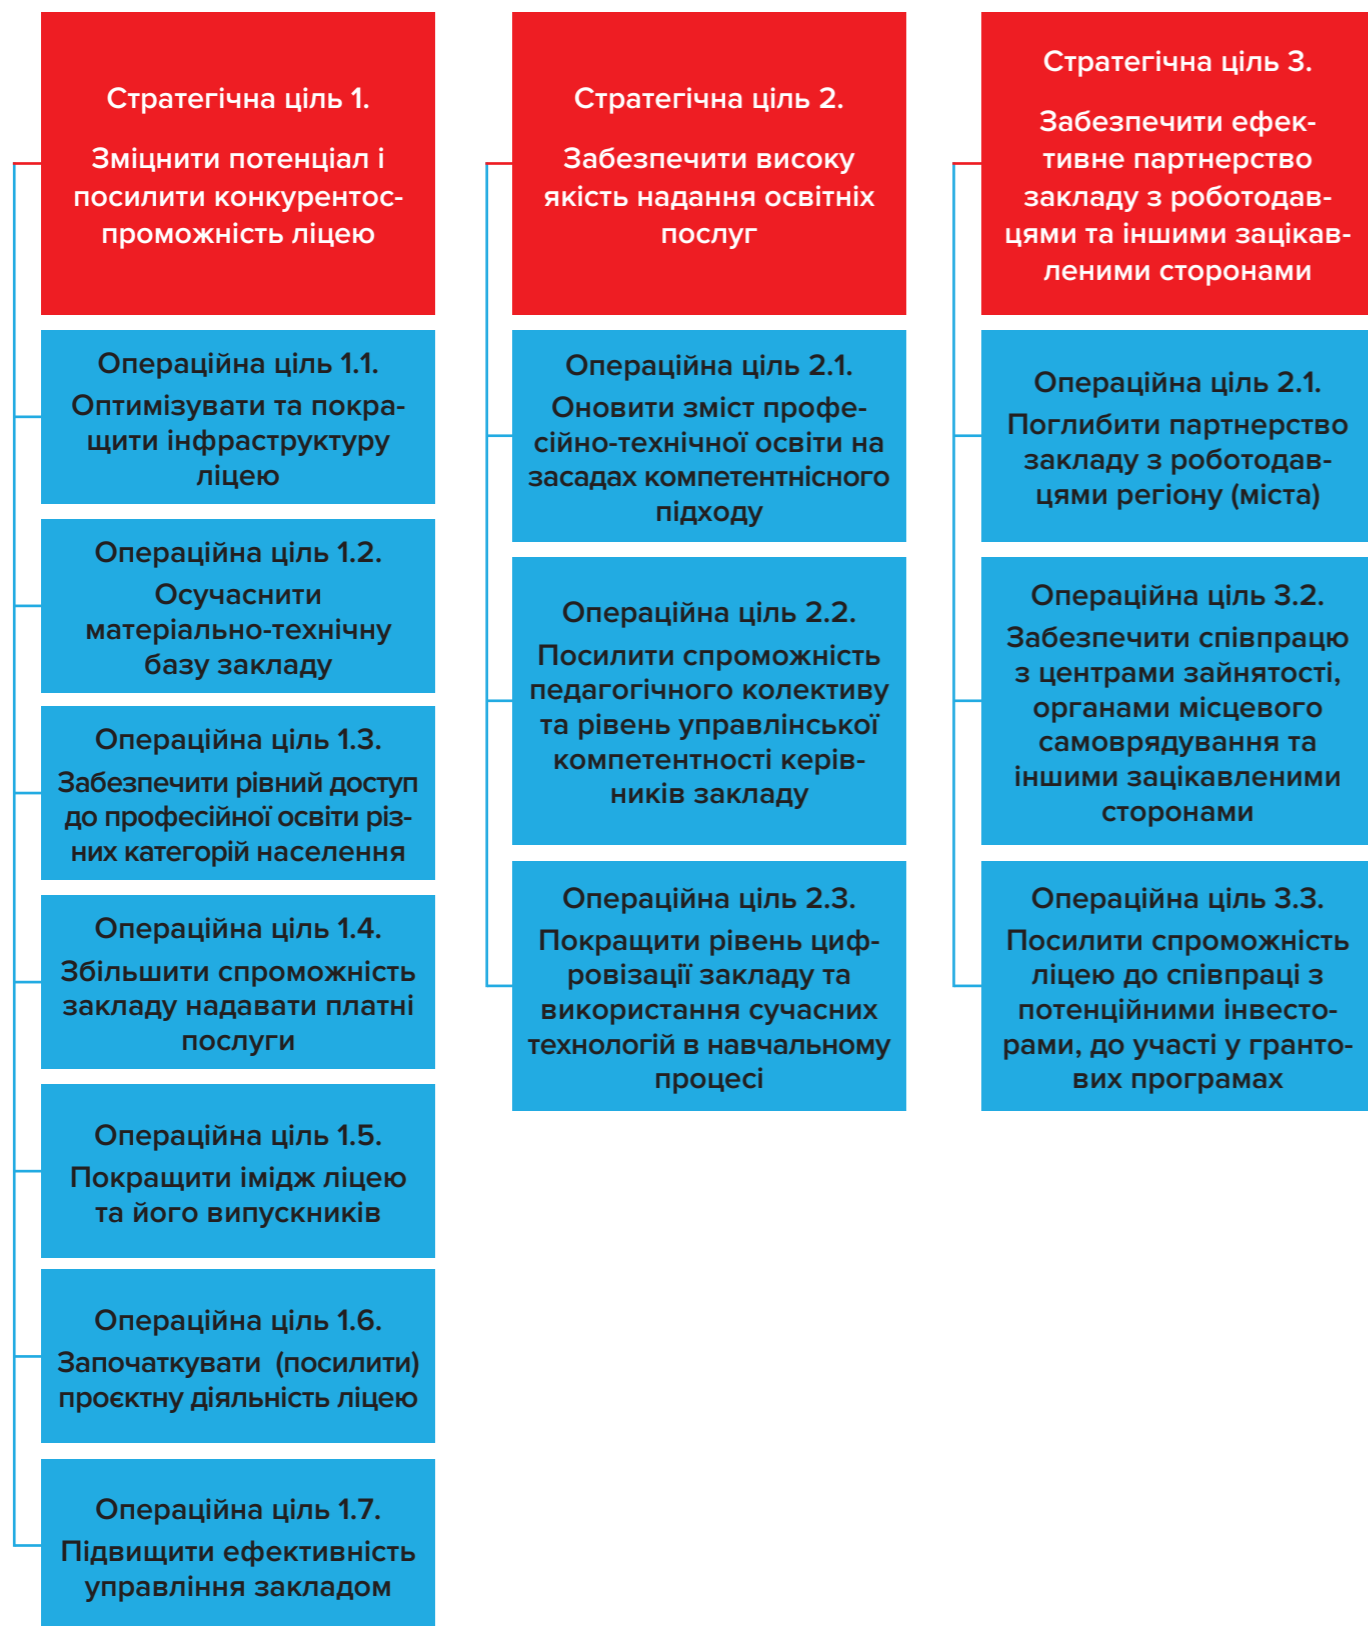 Стратегічна ціль 1.
Зміцнити потенціал і
посилити конкурентос-
проможність ліцею
Операційна ціль 1.1.
Оптимізувати та покра-
щити інфраструктуру
ліцею
Операційна ціль 1.2.
Осучаснити
матеріально-технічну
базу закладу
Операційна ціль 1.3.
Забезпечити рівний доступ
до професійної освіти різ-
них категорій населення
Операційна ціль 1.4.
Збільшити спроможність
закладу надавати платні
послуги
Операційна ціль 1.5.
Покращити імідж ліцею
та його випускників
Операційна ціль 1.6.
Започаткувати (посилити)
проєктну діяльність ліцею
Операційна ціль 1.7.
Підвищити ефективність
управління закладом
Стратегічна ціль 2.
Забезпечити високу
якість надання освітніх
послуг
Операційна ціль 2.1.
Оновити зміст профе-
сійно-технічної освіти на
засадах компетентнісного
підходу
Операційна ціль 2.2.
Посилити спроможність
педагогічного колективу
та рівень управлінської
компетентності керів-
ників закладу
Операційна ціль 2.3.
Покращити рівень циф-
ровізації закладу та
використання сучасних
технологій в навчальному
процесі
Стратегічна ціль 3.
Забезпечити ефек-
тивне партнерство
закладу з роботодав-
цями та іншими зацікав-
леними сторонами
Операційна ціль 2.1.
Поглибити партнерство
закладу з роботодав-
цями регіону (міста)
Операційна ціль 3.2.
Забезпечити співпрацю
з центрами зайнятості,
органами місцевого
самоврядування та
іншими зацікавленими
сторонами
Операційна ціль 3.3.
Посилити спроможність
ліцею до співпраці з
потенційними інвесто-
рами, до участі у гранто-
вих програмах